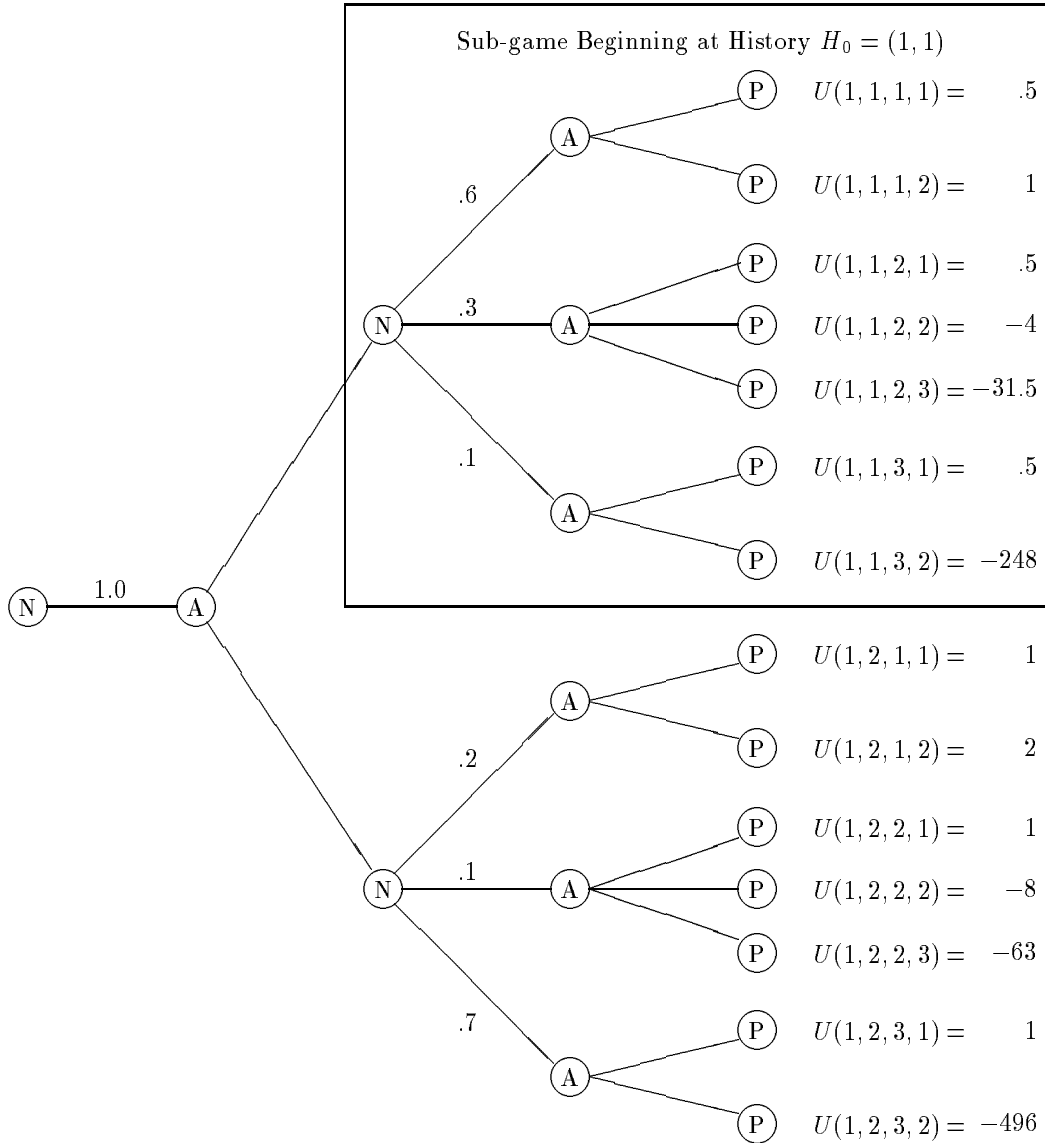 Sub-game Beginning at History H₀ = (1, 1)
P U(1, 1, 1, 1) = .5
A
.6 P U(1, 1, 1, 2) = 1
P U(1, 1, 2, 1) = .5
N .3 A P U(1, 1, 2, 2) = −4
P U(1, 1, 2, 3) = −31.5
.1 P U(1, 1, 3, 1) = .5
A
P U(1, 1, 3, 2) = −248
N 1.0 A
P U(1, 2, 1, 1) = 1
A
.2 P U(1, 2, 1, 2) = 2
P U(1, 2, 2, 1) = 1
N .1 A P U(1, 2, 2, 2) = −8
P U(1, 2, 2, 3) = −63
.7 P U(1, 2, 3, 1) = 1
A
P U(1, 2, 3, 2) = −496